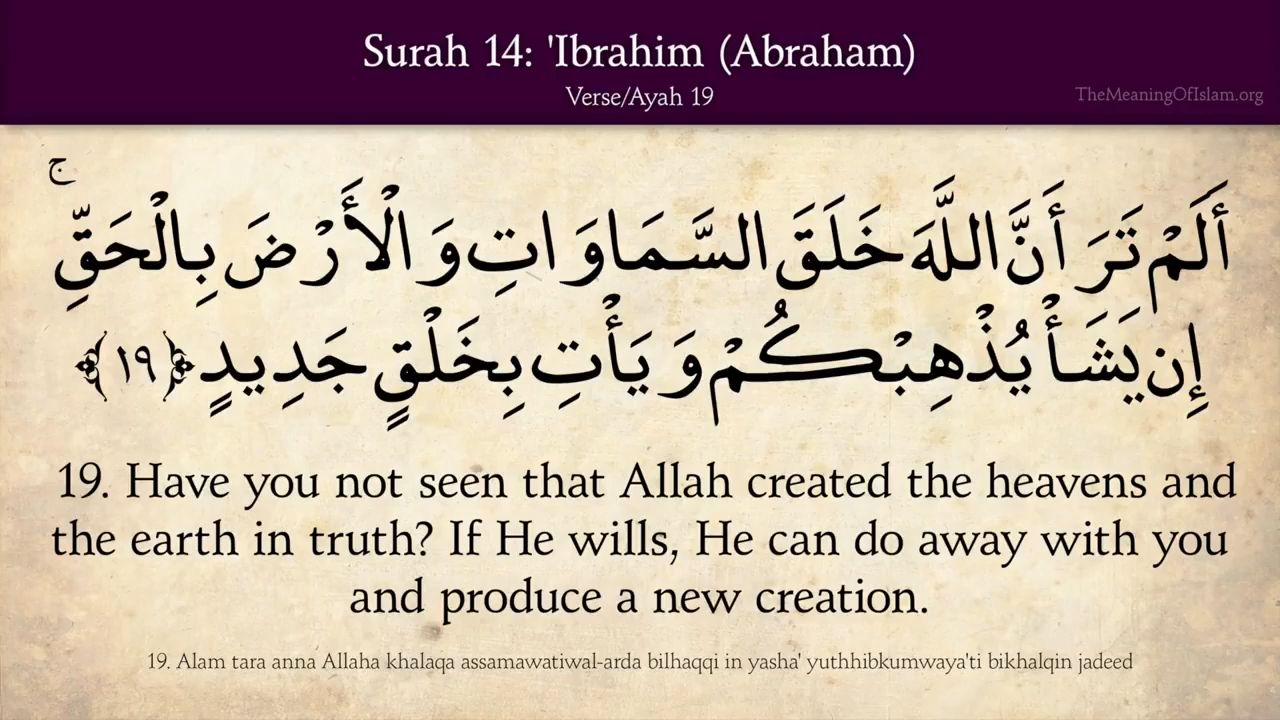 Surah 14: 'Ibrahim (Abraham)
Verse/Ayah 19
TheMeaningOfIslam.org
أَلَمْ تَرَ أَنَّ اللَّهَ خَلَقَ السَّمَاوَاتِ وَالْأَرْضَ بِالْحَقِّ ۚ
إِن يَشَأْ يُذْهِبْكُمْ وَيَأْتِ بِخَلْقٍ جَدِيدٍ ﴿١٩﴾
19. Have you not seen that Allah created the heavens and
the earth in truth? If He wills, He can do away with you
and produce a new creation.
19. Alam tara anna Allaha khalaqa assamawatiwal-arda bilhaqqi in yasha' yuthhibkumwaya'ti bikhalqin jadeed